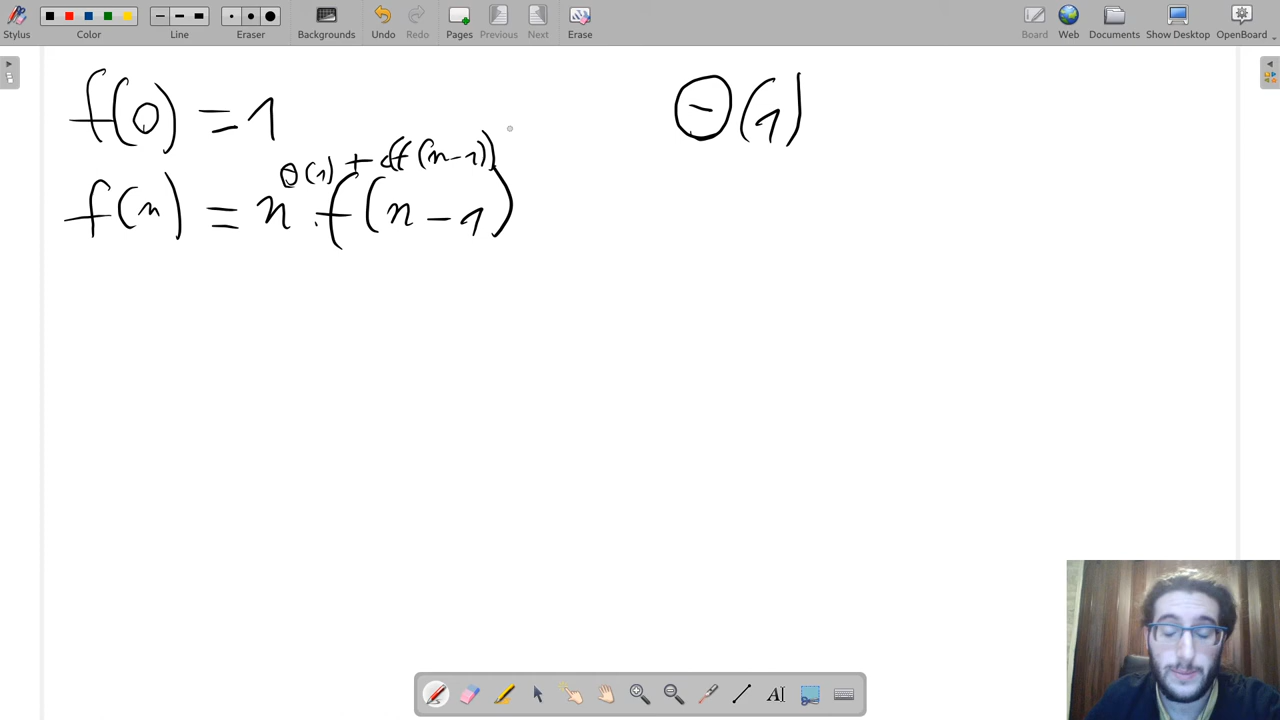 Stylus Color Line Eraser Backgrounds Undo Redo Pages Previous Next Erase Board Web Documents Show Desktop OpenBoard
f(0) = 1
Θ(1)
Θ(1) + f(n-1)
f(n) = n · f(n-1)